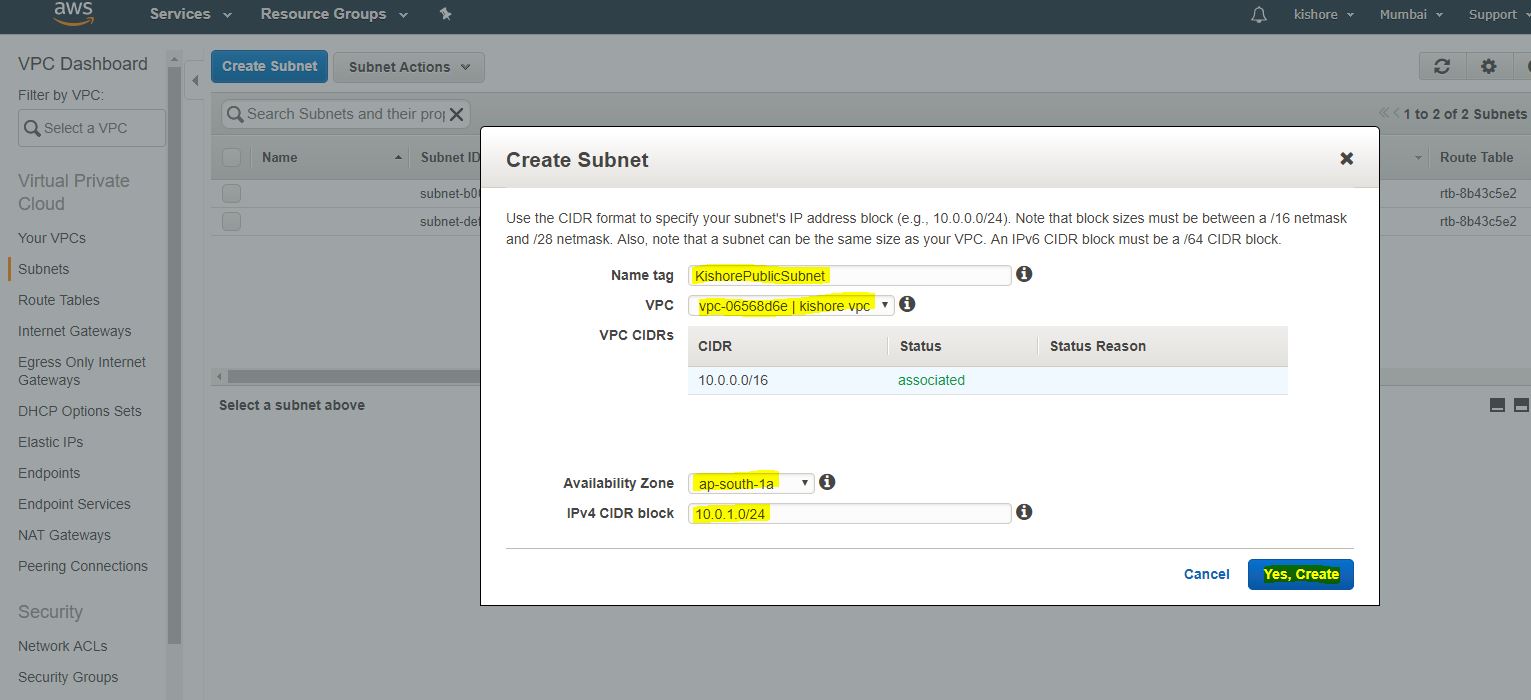 aws Services Resource Groups kishore Mumbai Support
VPC Dashboard
Filter by VPC:
Select a VPC
Virtual Private
Cloud
Your VPCs
Subnets
Route Tables
Internet Gateways
Egress Only Internet
Gateways
DHCP Options Sets
Elastic IPs
Endpoints
Endpoint Services
NAT Gateways
Peering Connections
Security
Network ACLs
Security Groups
Create Subnet Subnet Actions
Search Subnets and their prop
1 to 2 of 2 Subnets
Name Subnet ID Route Table
subnet-b0 rtb-8b43c5e2
subnet-de rtb-8b43c5e2
Select a subnet above
Create Subnet
Use the CIDR format to specify your subnet's IP address block (e.g., 10.0.0.0/24). Note that block sizes must be between a /16 netmask
and /28 netmask. Also, note that a subnet can be the same size as your VPC. An IPv6 CIDR block must be a /64 CIDR block.
Name tag KishorePublicSubnet
VPC vpc-06568d6e | kishore vpc
VPC CIDRs
CIDR Status Status Reason
10.0.0.0/16 associated
Availability Zone ap-south-1a
IPv4 CIDR block 10.0.1.0/24
Cancel Yes, Create